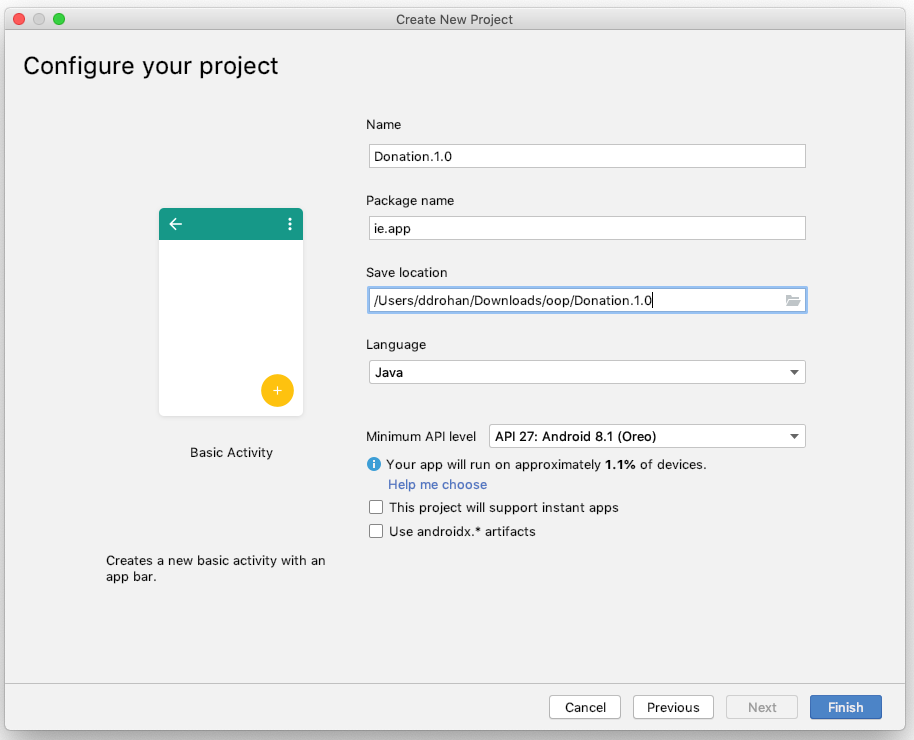 Create New Project
Configure your project
Name
Donation.1.0
Package name
ie.app
Save location
/Users/ddrohan/Downloads/oop/Donation.1.0
Language
Java
Basic Activity
Minimum API level API 27: Android 8.1 (Oreo)
Your app will run on approximately 1.1% of devices.
Help me choose
This project will support instant apps
Use androidx.* artifacts
Creates a new basic activity with an
app bar.
Cancel Previous Next Finish